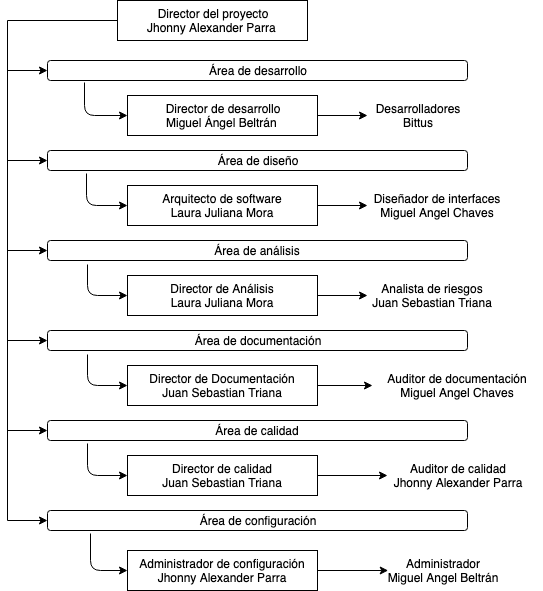 Director del proyecto
Jhonny Alexander Parra
Área de desarrollo
Director de desarrollo
Miguel Ángel Beltrán
Desarrolladores
Bittus
Área de diseño
Arquitecto de software
Laura Juliana Mora
Diseñador de interfaces
Miguel Angel Chaves
Área de análisis
Director de Análisis
Laura Juliana Mora
Analista de riesgos
Juan Sebastian Triana
Área de documentación
Director de Documentación
Juan Sebastian Triana
Auditor de documentación
Miguel Angel Chaves
Área de calidad
Director de calidad
Juan Sebastian Triana
Auditor de calidad
Jhonny Alexander Parra
Área de configuración
Administrador de configuración
Jhonny Alexander Parra
Administrador
Miguel Angel Beltrán